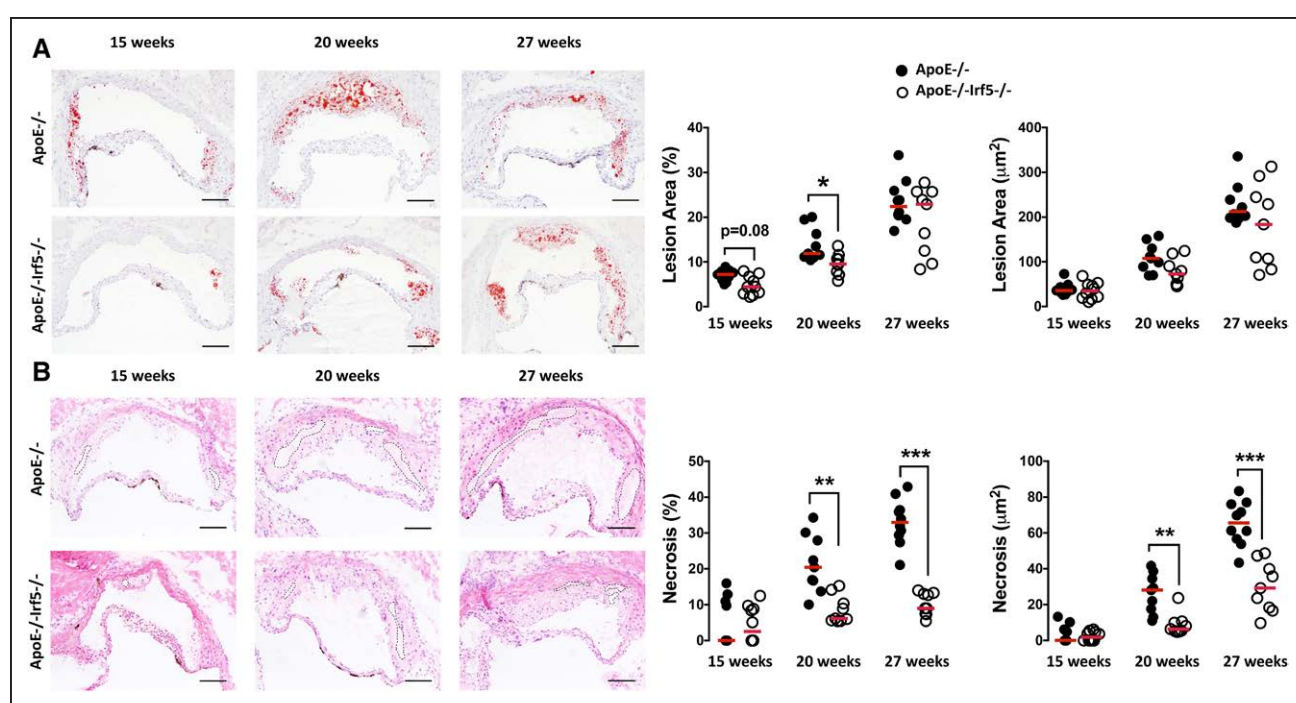 A
15 weeks 20 weeks 27 weeks
ApoE-/-
ApoE-/-Irf5-/-
ApoE-/-
ApoE-/-Irf5-/-
Lesion Area (%)
40
30
20
10
0
p=0.08
*
15 weeks 20 weeks 27 weeks
Lesion Area (μm²)
400
300
200
100
0
15 weeks 20 weeks 27 weeks
B
15 weeks 20 weeks 27 weeks
ApoE-/-
ApoE-/-Irf5-/-
Necrosis (%)
50
40
30
20
10
0
**
***
15 weeks 20 weeks 27 weeks
Necrosis (μm²)
100
80
60
40
20
0
**
***
15 weeks 20 weeks 27 weeks